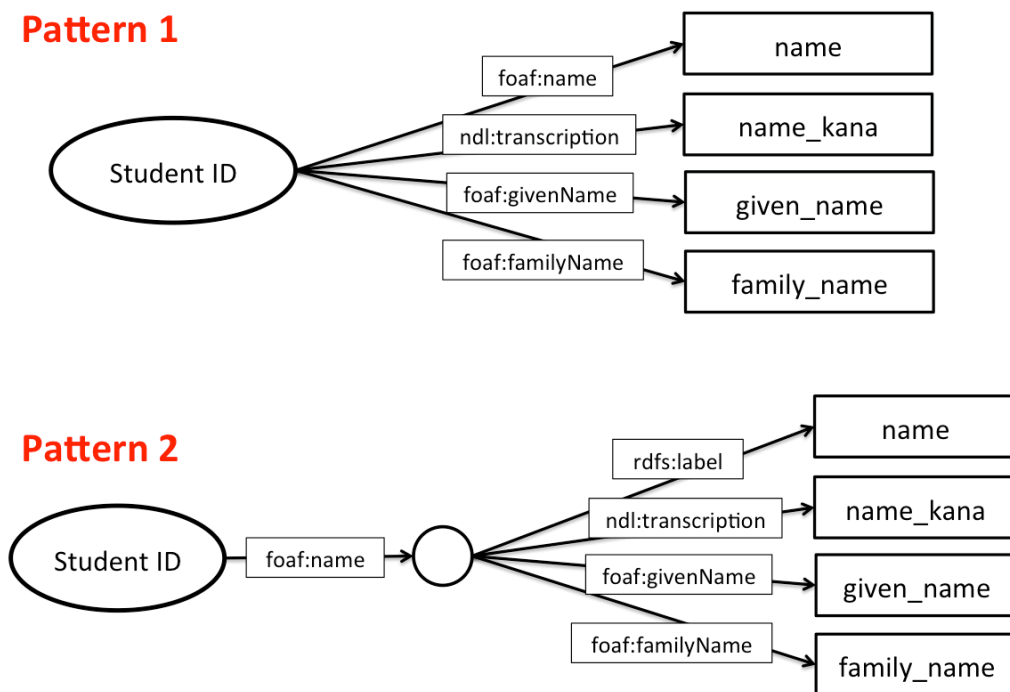 Pattern 1
name
foaf:name
name_kana
ndl:transcription
Student ID
foaf:givenName
given_name
foaf:familyName
family_name
Pattern 2
name
rdfs:label
name_kana
ndl:transcription
Student ID
foaf:name
foaf:givenName
given_name
foaf:familyName
family_name